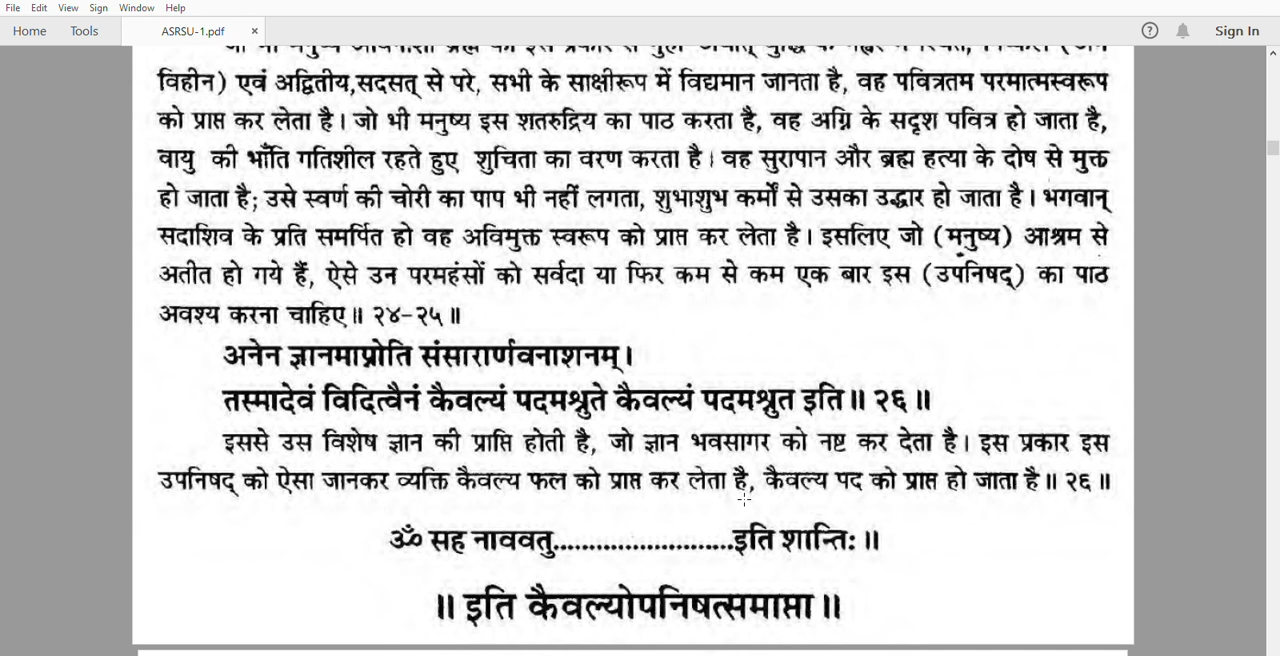 File Edit View Sign Window Help
Home Tools ASRSU-1.pdf × ? Sign In
विहीन) एवं अद्वितीय,सदसत् से परे, सभी के साक्षीरूप में विद्यमान जानता है, वह पवित्रतम परमात्मस्वरूप
को प्राप्त कर लेता है। जो भी मनुष्य इस शतरुद्रिय का पाठ करता है, वह अग्नि के सदृश पवित्र हो जाता है,
वायु की भाँति गतिशील रहते हुए शुचिता का वरण करता है। वह सुरापान और ब्रह्म हत्या के दोष से मुक्त
हो जाता है; उसे स्वर्ण की चोरी का पाप भी नहीं लगता, शुभाशुभ कर्मों से उसका उद्धार हो जाता है। भगवान्
सदाशिव के प्रति समर्पित हो वह अविमुक्त स्वरूप को प्राप्त कर लेता है। इसलिए जो (मनुष्य) आश्रम से
अतीत हो गये हैं, ऐसे उन परमहंसों को सर्वदा या फिर कम से कम एक बार इस (उपनिषद्) का पाठ
अवश्य करना चाहिए॥ २४-२५॥
अनेन ज्ञानमाप्नोति संसारार्णवनाशनम्।
तस्मादेवं विदित्वैनं कैवल्यं पदमश्नुते कैवल्यं पदमश्नुत इति॥ २६॥
इससे उस विशेष ज्ञान की प्राप्ति होती है, जो ज्ञान भवसागर को नष्ट कर देता है। इस प्रकार इस
उपनिषद् को ऐसा जानकर व्यक्ति कैवल्य फल को प्राप्त कर लेता है, कैवल्य पद को प्राप्त हो जाता है॥ २६॥
ॐ सह नाववतु.........................इति शान्तिः॥
॥ इति कैवल्योपनिषत्समाप्ता॥